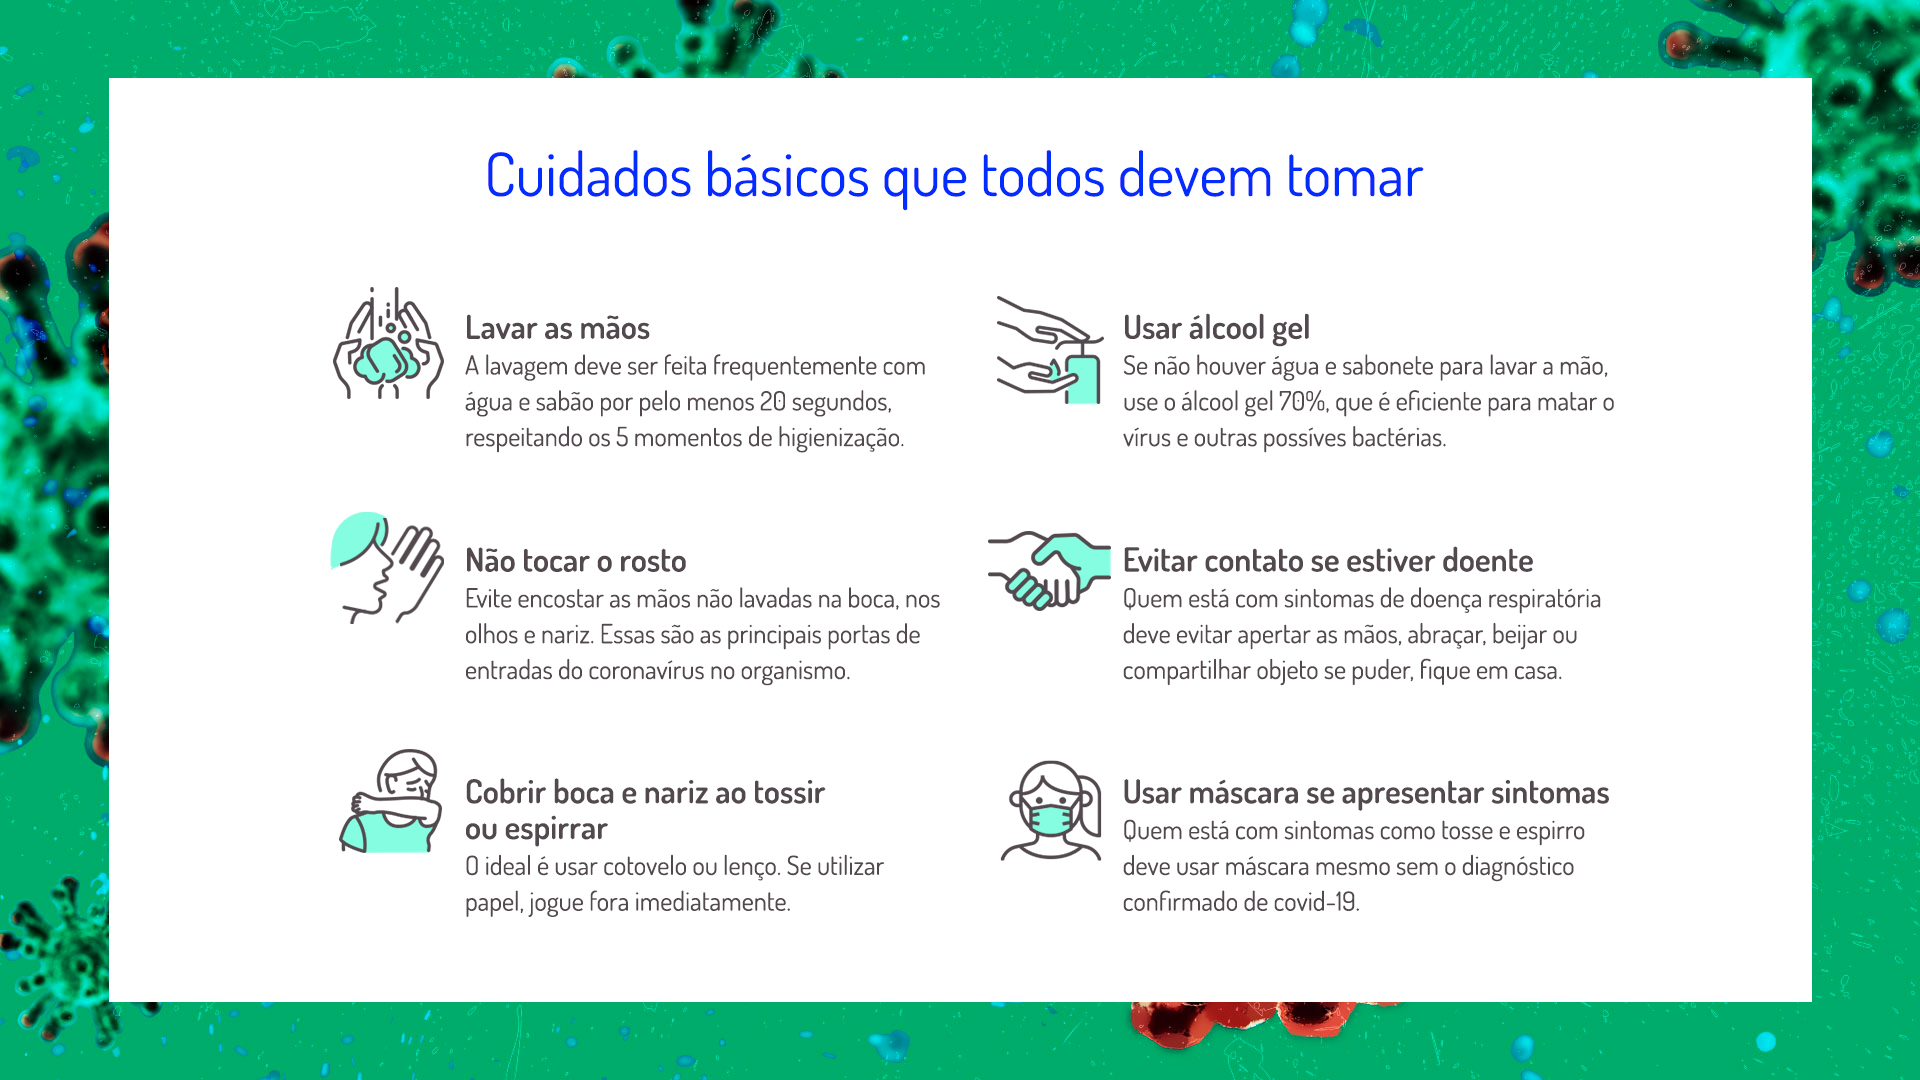 Cuidados básicos que todos devem tomar
Lavar as mãos
A lavagem deve ser feita frequentemente com
água e sabão por pelo menos 20 segundos,
respeitando os 5 momentos de higienização.
Usar álcool gel
Se não houver água e sabonete para lavar a mão,
use o álcool gel 70%, que é eficiente para matar o
vírus e outras possíves bactérias.
Não tocar o rosto
Evite encostar as mãos não lavadas na boca, nos
olhos e nariz. Essas são as principais portas de
entradas do coronavírus no organismo.
Evitar contato se estiver doente
Quem está com sintomas de doença respiratória
deve evitar apertar as mãos, abraçar, beijar ou
compartilhar objeto se puder, fique em casa.
Cobrir boca e nariz ao tossir
ou espirrar
O ideal é usar cotovelo ou lenço. Se utilizar
papel, jogue fora imediatamente.
Usar máscara se apresentar sintomas
Quem está com sintomas como tosse e espirro
deve usar máscara mesmo sem o diagnóstico
confirmado de covid-19.